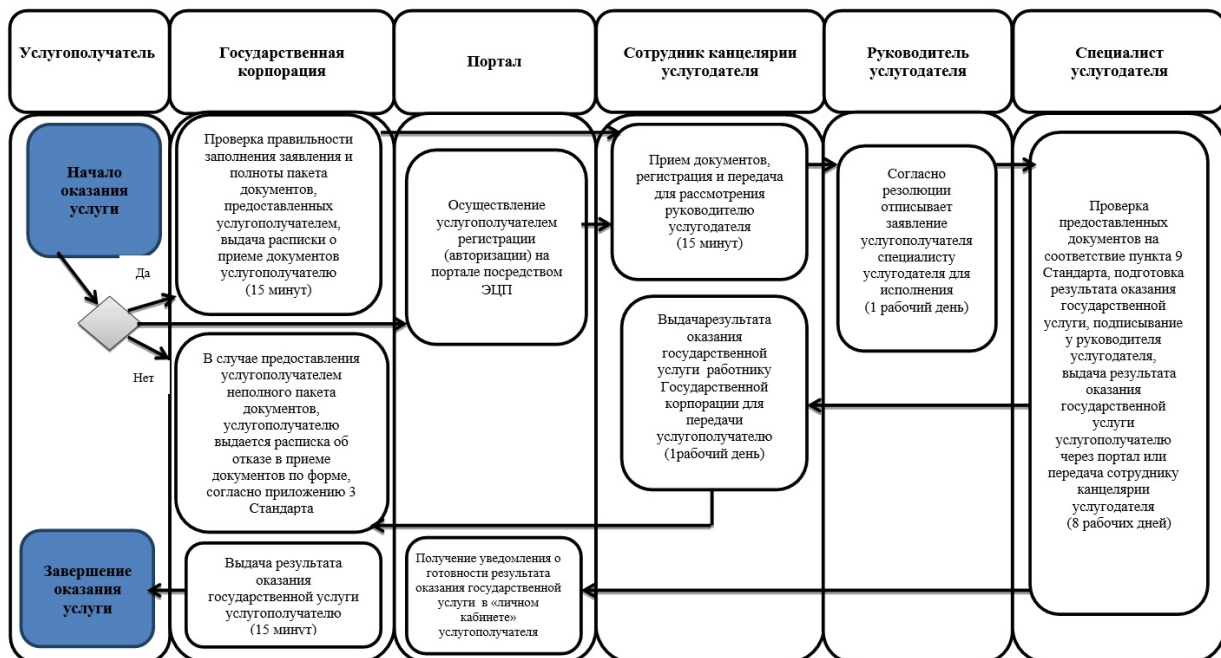 Услугополучатель
Государственная
корпорация
Портал
Сотрудник канцелярии
услугодателя
Руководитель
услугодателя
Специалист
услугодателя
Начало
оказания
услуги
Да
Нет
Проверка правильности
заполнения заявления и
полноты пакета
документов,
предоставленных
услугополучателем,
выдача расписки о
приеме документов
услугополучателю
(15 минут)
В случае предоставления
услугополучателем
неполного пакета
документов,
услугополучателю
выдается расписка об
отказе в приеме
документов по форме,
согласно приложению 3
Стандарта
Осуществление
услугополучателем
регистрации
(авторизации) на
портале посредством
ЭЦП
Прием документов,
регистрация и передача
для рассмотрения
руководителю
услугодателя
(15 минут)
Выдачарезультата
оказания
государственной
услуги работнику
Государственной
корпорации для
передачи
услугополучателю
(1рабочий день)
Согласно
резолюции
отписывает
заявление
услугополучателя
специалисту
услугодателя для
исполнения
(1 рабочий день)
Проверка
предоставленных
документов на
соответствие пункта 9
Стандарта, подготовка
результата оказания
государственной
услуги, подписывание
у руководителя
услугодателя,
выдача результата
оказания
государственной
услуги
услугополучателю
через портал или
передача сотруднику
канцелярии
услугодателя
(8 рабочих дней)
Завершение
оказания
услуги
Выдача результата
оказания
государственной услуги
услугополучателю
(15 минут)
Получение уведомления о
готовности результата
оказания государственной
услуги в «личном
кабинете»
услугополучателя